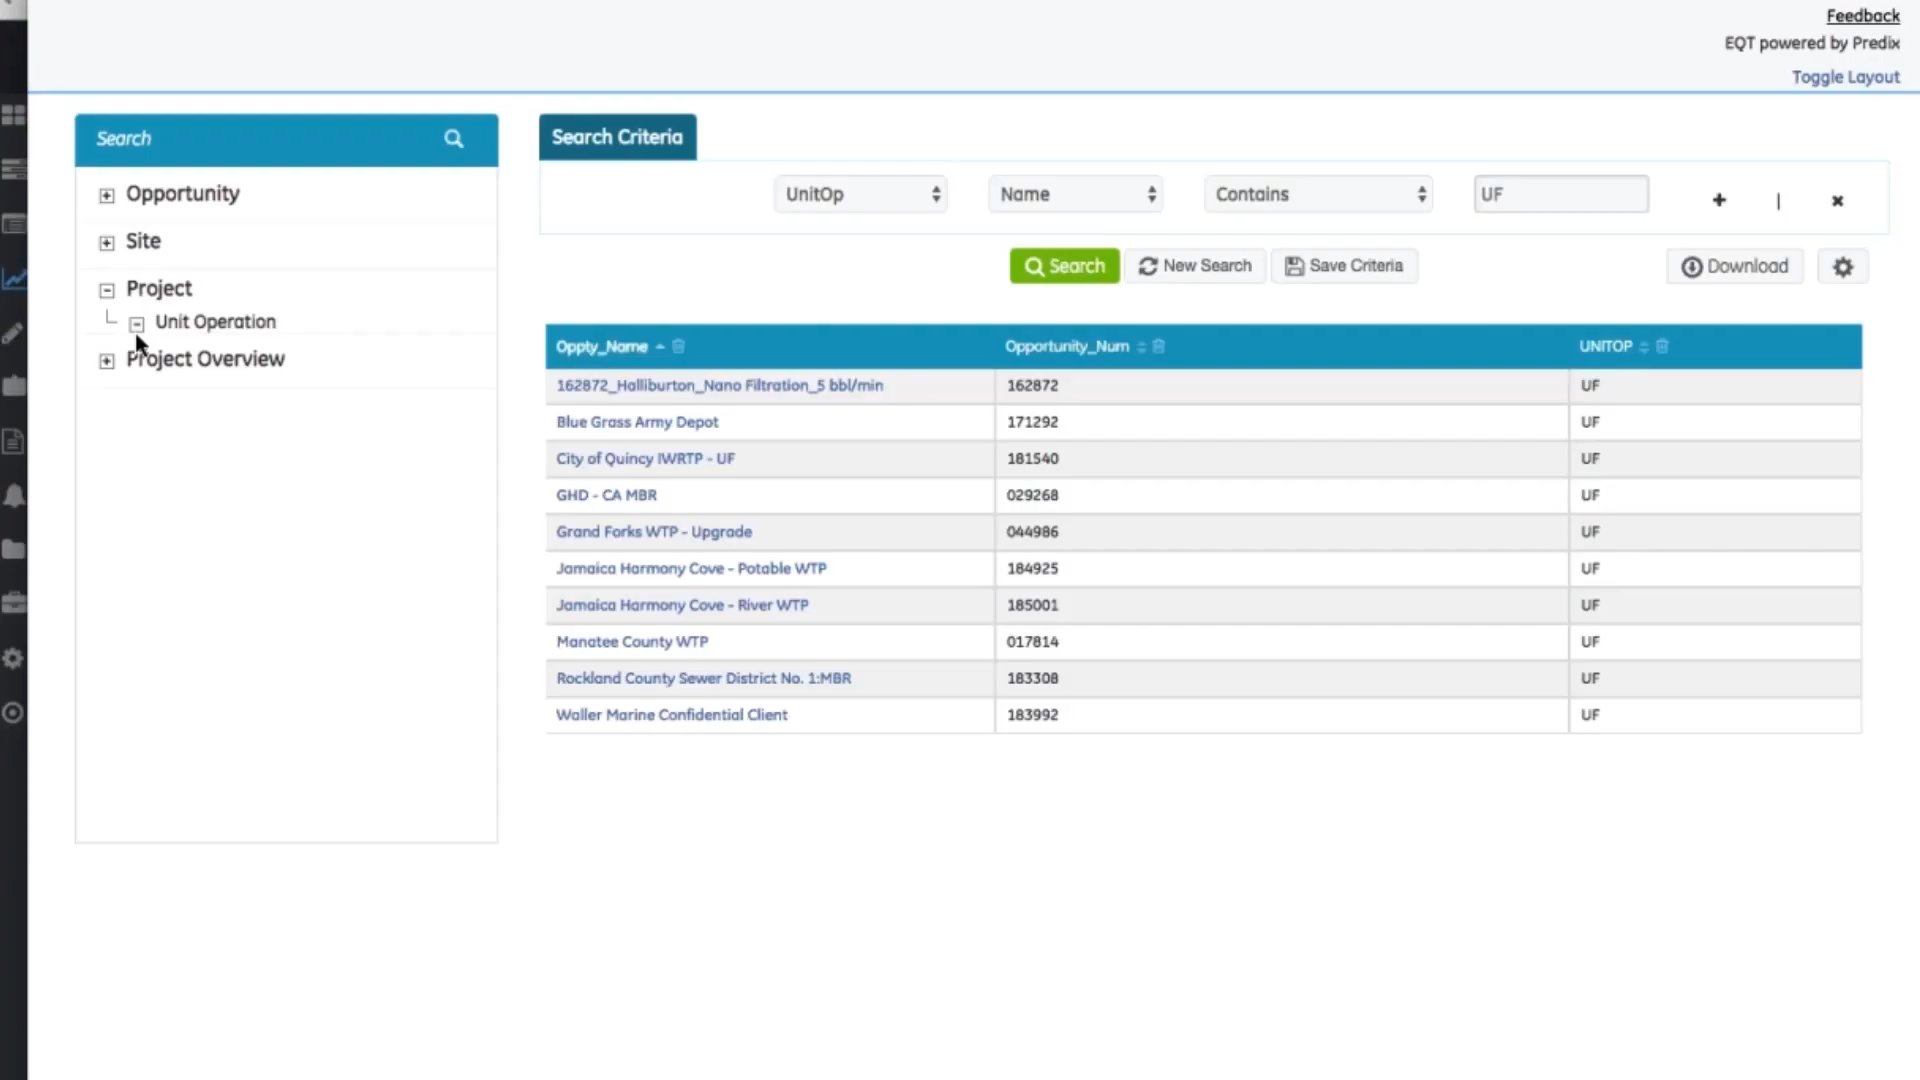 Feedback
EQT powered by Predix
Toggle Layout
Search
Opportunity
Site
Project
Unit Operation
Project Overview
Search Criteria
UnitOp Name Contains UF
Search New Search Save Criteria Download
Oppty_Name Opportunity_Num UNITOP
162872_Halliburton_Nano Filtration_5 bbl/min 162872 UF
Blue Grass Army Depot 171292 UF
City of Quincy IWRTP - UF 181540 UF
GHD - CA MBR 029268 UF
Grand Forks WTP - Upgrade 044986 UF
Jamaica Harmony Cove - Potable WTP 184925 UF
Jamaica Harmony Cove - River WTP 185001 UF
Manatee County WTP 017814 UF
Rockland County Sewer District No. 1:MBR 183308 UF
Waller Marine Confidential Client 183992 UF